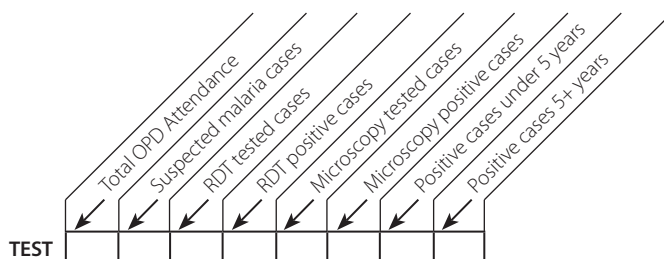 Total OPD Attendance
Suspected malaria cases
RDT tested cases
RDT positive cases
Microscopy tested cases
Microscopy positive cases
Positive cases under 5 years
Positive cases 5+ years
TEST